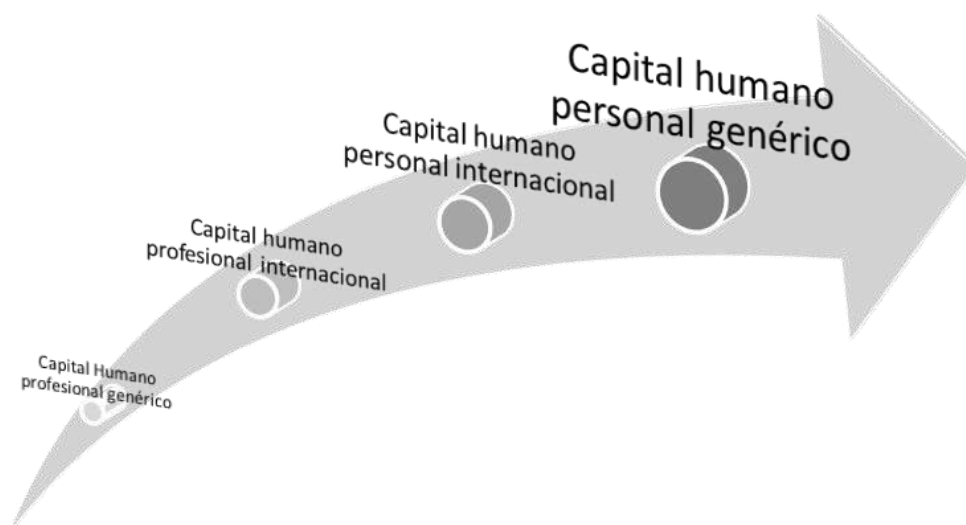 Capital humano
personal genérico
Capital humano
personal internacional
Capital humano
profesional internacional
Capital Humano
profesional genérico